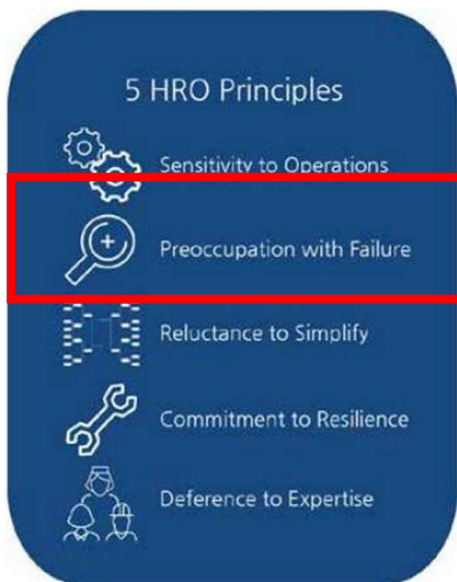 5 HRO Principles
Sensitivity to Operations
Preoccupation with Failure
Reluctance to Simplify
Commitment to Resilience
Deference to Expertise